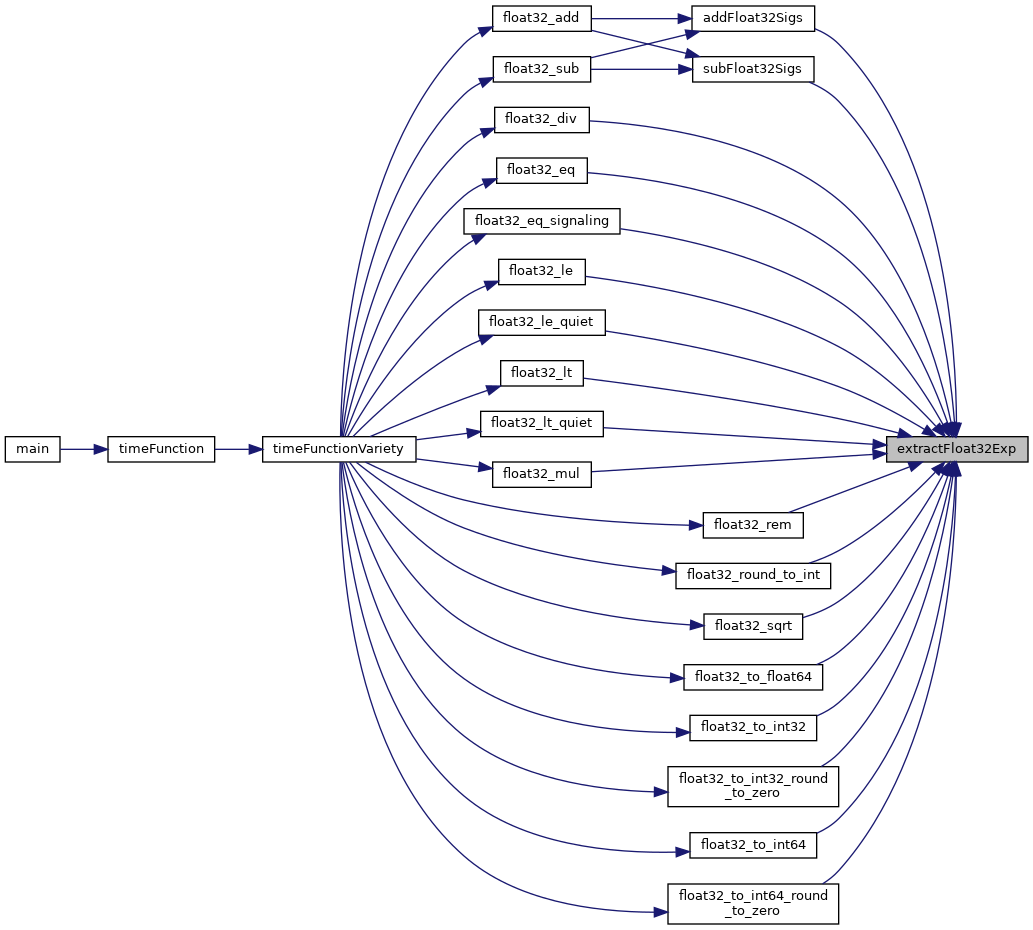 float32_add
addFloat32Sigs
float32_sub
subFloat32Sigs
float32_div
float32_eq
float32_eq_signaling
float32_le
float32_le_quiet
float32_lt
float32_lt_quiet
main
timeFunction
timeFunctionVariety
extractFloat32Exp
float32_mul
float32_rem
float32_round_to_int
float32_sqrt
float32_to_float64
float32_to_int32
float32_to_int32_round
_to_zero
float32_to_int64
float32_to_int64_round
_to_zero